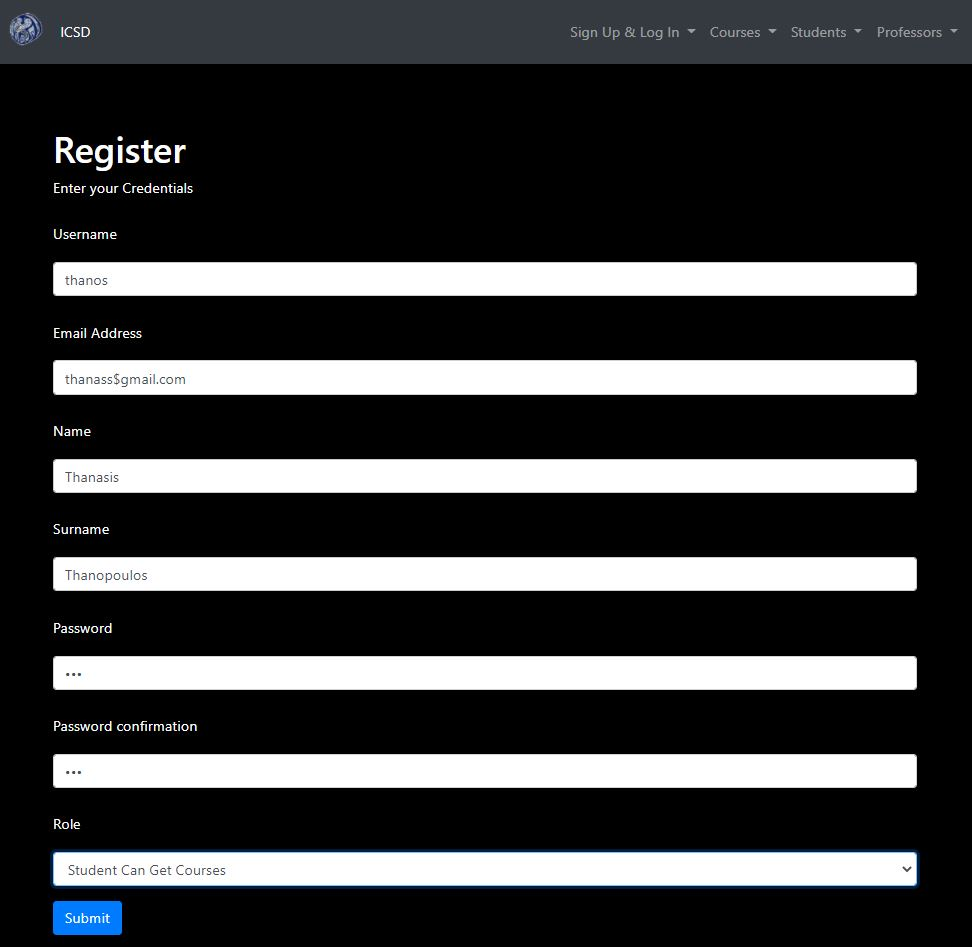 ICSD Sign Up & Log In Courses Students Professors
Register
Enter your Credentials
Username
thanos
Email Address
thanass$gmail.com
Name
Thanasis
Surname
Thanopoulos
Password
•••
Password confirmation
•••
Role
Student Can Get Courses
Submit